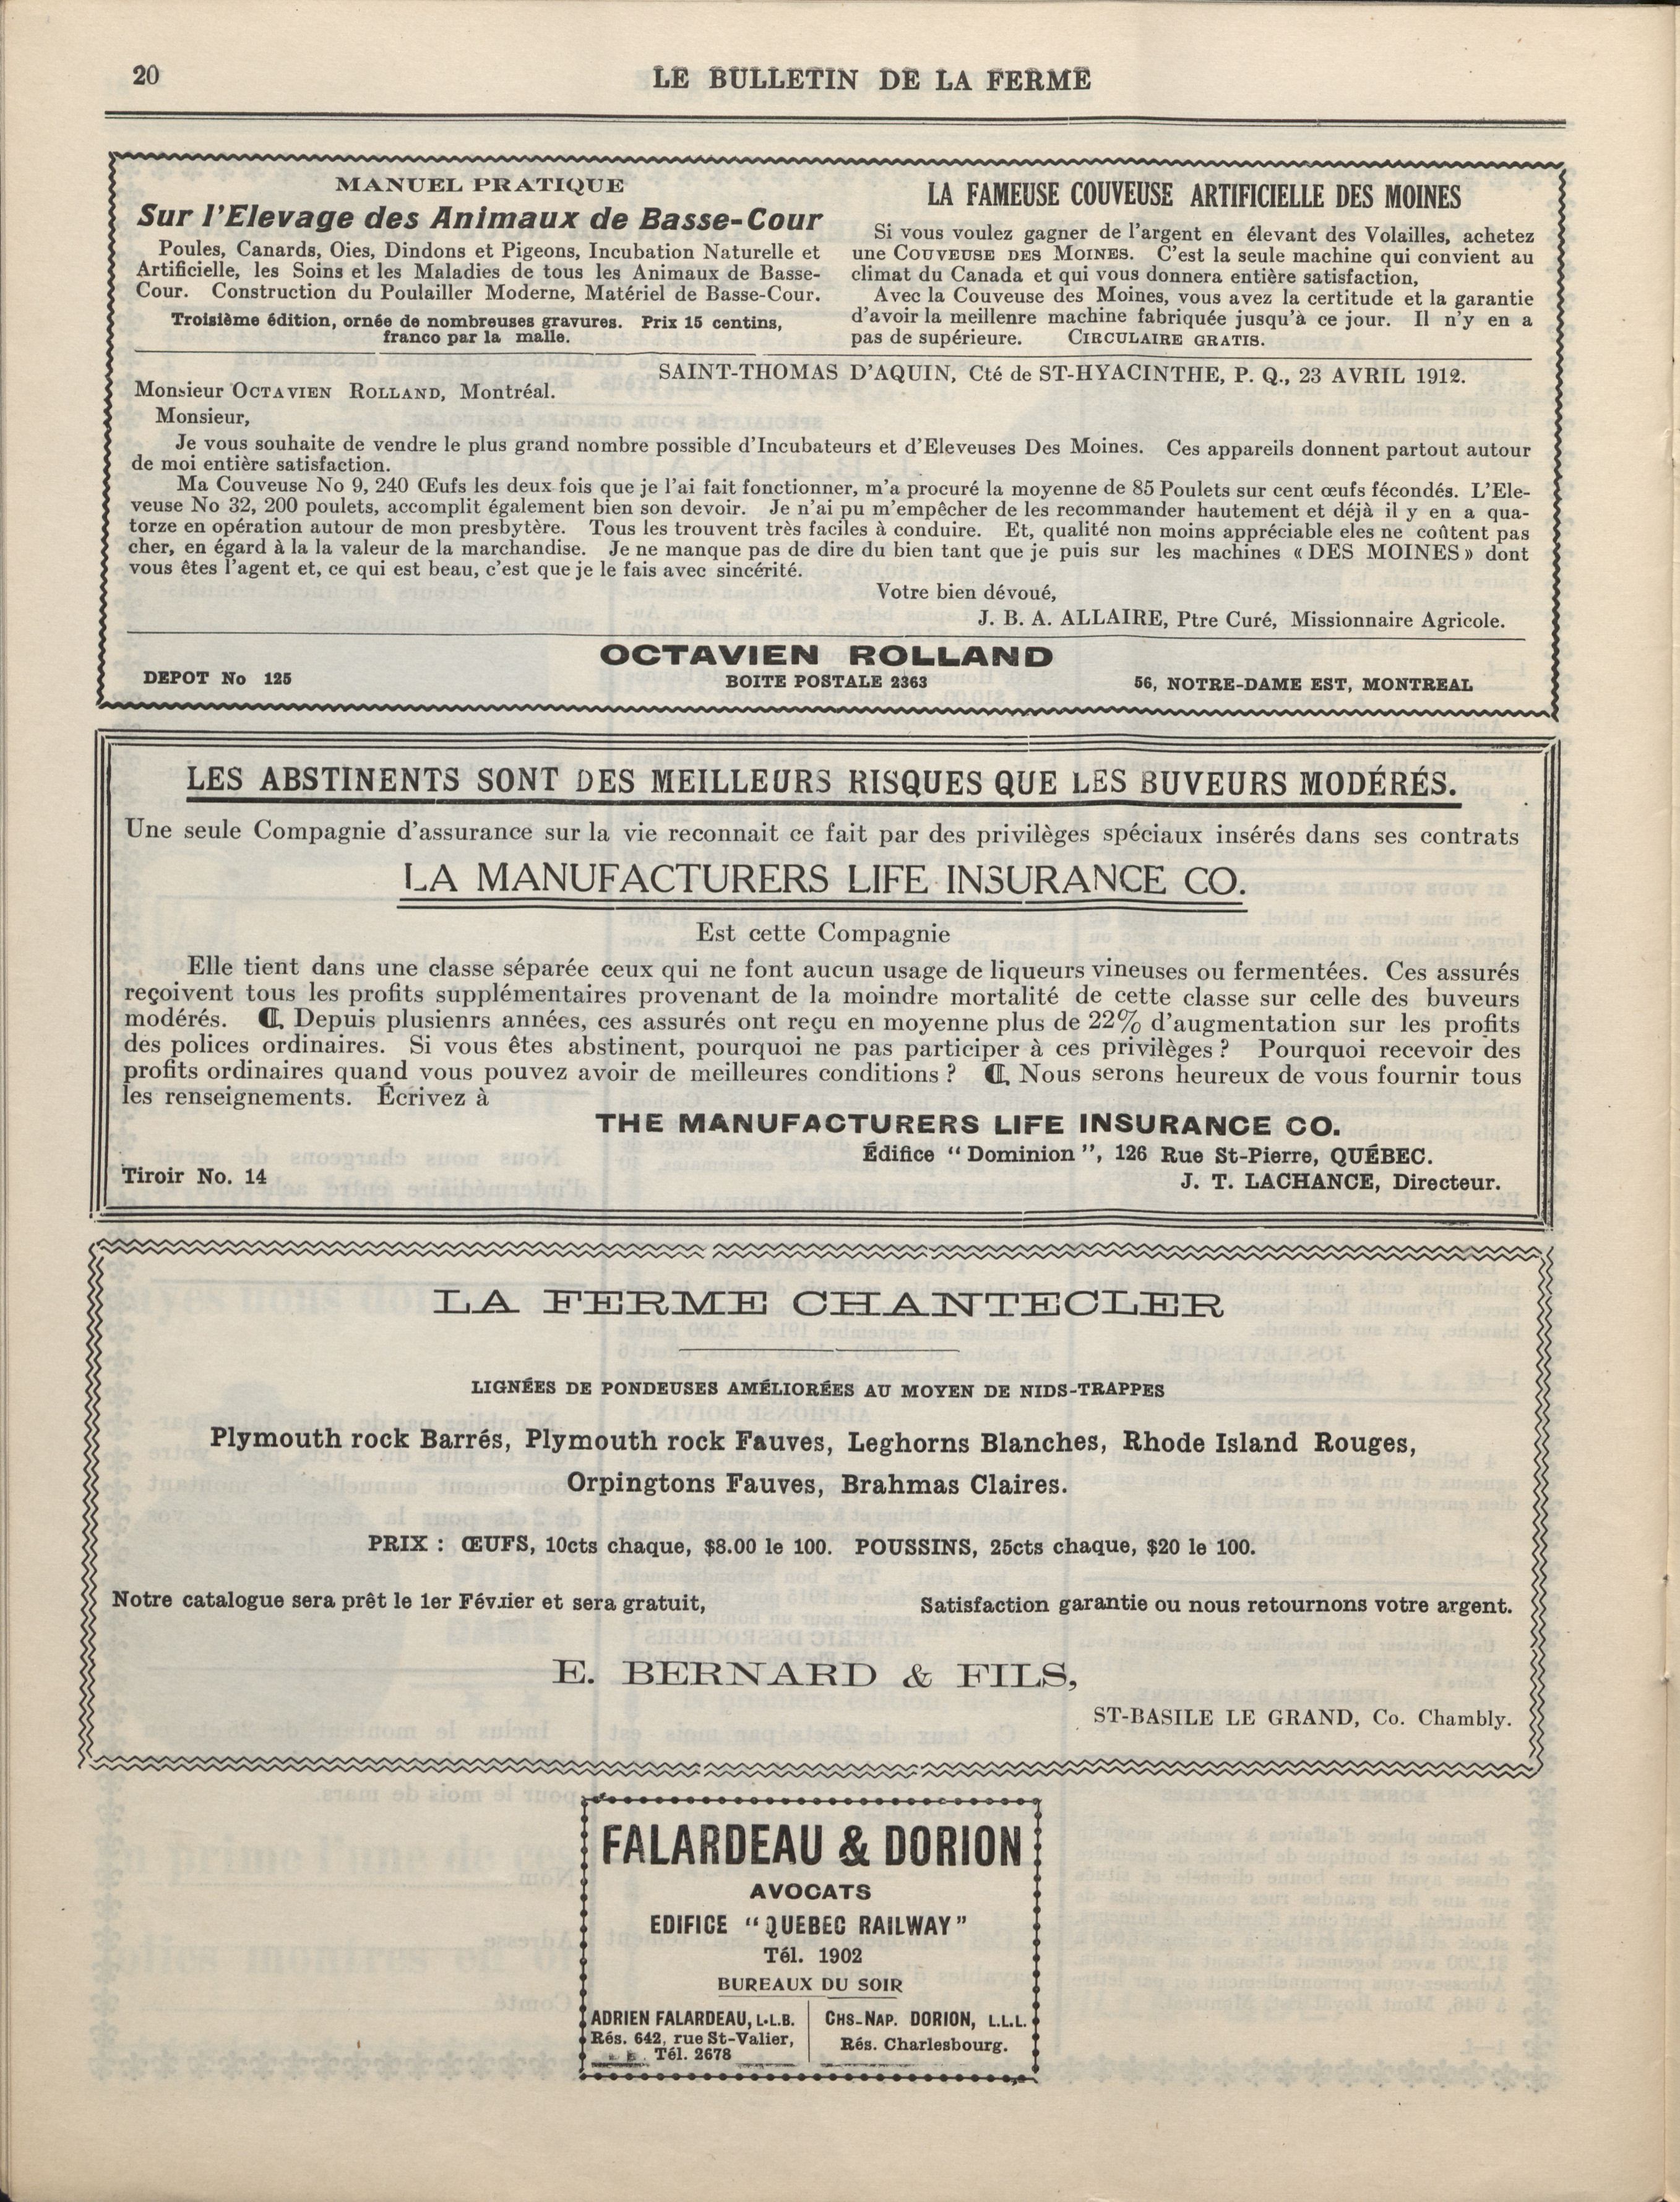 20
LE BULLETIN DE LA FERME
MANUEL PRATIQUE
Sur l'Elevage des Animaux de Basse-Cour
Poules, Canards, Oies, Dindons et Pigeons, Incubation Naturelle et
Artificielle, les Soins et les Maladies de tous les Animaux de Basse-
Cour. Construction du Poulailler Moderne, Matériel de Basse-Cour.
Troisième édition, ornée de nombreuses gravures. Prix 15 centins,
franco par la malle.
LA FAMEUSE COUVEUSE ARTIFICIELLE DES MOINES
Si vous voulez gagner de l'argent en élevant des Volailles, achetez
une COUVEUSE DES MOINES. C'est la seule machine qui convient au
climat du Canada et qui vous donnera entière satisfaction,
Avec la Couveuse des Moines, vous avez la certitude et la garantie
d'avoir la meillenre machine fabriquée jusqu'à ce jour. Il n'y en a
pas de supérieure. CIRCULAIRE GRATIS.
SAINT-THOMAS D'AQUIN, Cté de ST-HYACINTHE, P. Q., 23 AVRIL 1912.
Monsieur OCTAVIEN ROLLAND, Montréal.
Monsieur,
Je vous souhaite de vendre le plus grand nombre possible d'Incubateurs et d'Eleveuses Des Moines. Ces appareils donnent partout autour
de moi entière satisfaction.
Ma Couveuse No 9, 240 Œufs les deux fois que je l'ai fait fonctionner, m'a procuré la moyenne de 85 Poulets sur cent œufs fécondés. L'Ele-
veuse No 32, 200 poulets, accomplit également bien son devoir. Je n'ai pu m'empêcher de les recommander hautement et déjà il y en a qua-
torze en opération autour de mon presbytère. Tous les trouvent très faciles à conduire. Et, qualité non moins appréciable eles ne coûtent pas
cher, en égard à la la valeur de la marchandise. Je ne manque pas de dire du bien tant que je puis sur les machines « DES MOINES » dont
vous êtes l'agent et, ce qui est beau, c'est que je le fais avec sincérité.
Votre bien dévoué,
J. B. A. ALLAIRE, Ptre Curé, Missionnaire Agricole.
OCTAVIEN ROLLAND
DEPOT No 125
BOITE POSTALE 2363
56, NOTRE-DAME EST, MONTREAL
LES ABSTINENTS SONT DES MEILLEURS RISQUES QUE LES BUVEURS MODÉRÉS.
Une seule Compagnie d'assurance sur la vie reconnait ce fait par des privilèges spéciaux insérés dans ses contrats
LA MANUFACTURERS LIFE INSURANCE CO.
Est cette Compagnie
Elle tient dans une classe séparée ceux qui ne font aucun usage de liqueurs vineuses ou fermentées. Ces assurés
reçoivent tous les profits supplémentaires provenant de la moindre mortalité de cette classe sur celle des buveurs
modérés. ¶ Depuis plusienrs années, ces assurés ont reçu en moyenne plus de 22% d'augmentation sur les profits
des polices ordinaires. Si vous êtes abstinent, pourquoi ne pas participer à ces privilèges ? Pourquoi recevoir des
profits ordinaires quand vous pouvez avoir de meilleures conditions ? ¶ Nous serons heureux de vous fournir tous
les renseignements. Écrivez à
THE MANUFACTURERS LIFE INSURANCE CO.
Édifice " Dominion ", 126 Rue St-Pierre, QUÉBEC.
Tiroir No. 14
J. T. LACHANCE, Directeur.
LA FERME CHANTECLER
LIGNÉES DE PONDEUSES AMÉLIORÉES AU MOYEN DE NIDS-TRAPPES
Plymouth rock Barrés, Plymouth rock Fauves, Leghorns Blanches, Rhode Island Rouges,
Orpingtons Fauves, Brahmas Claires.
PRIX : ŒUFS, 10cts chaque, $8.00 le 100. POUSSINS, 25cts chaque, $20 le 100.
Notre catalogue sera prêt le 1er Février et sera gratuit,
Satisfaction garantie ou nous retournons votre argent.
E. BERNARD & FILS,
ST-BASILE LE GRAND, Co. Chambly.
FALARDEAU & DORION
AVOCATS
EDIFICE "QUEBEC RAILWAY"
Tél. 1902
BUREAUX DU SOIR
ADRIEN FALARDEAU, L.L.B.
Rés. 642, rue St-Valier,
Tél. 2678
CHS-NAP. DORION, L.L.L.
Rés. Charlesbourg.